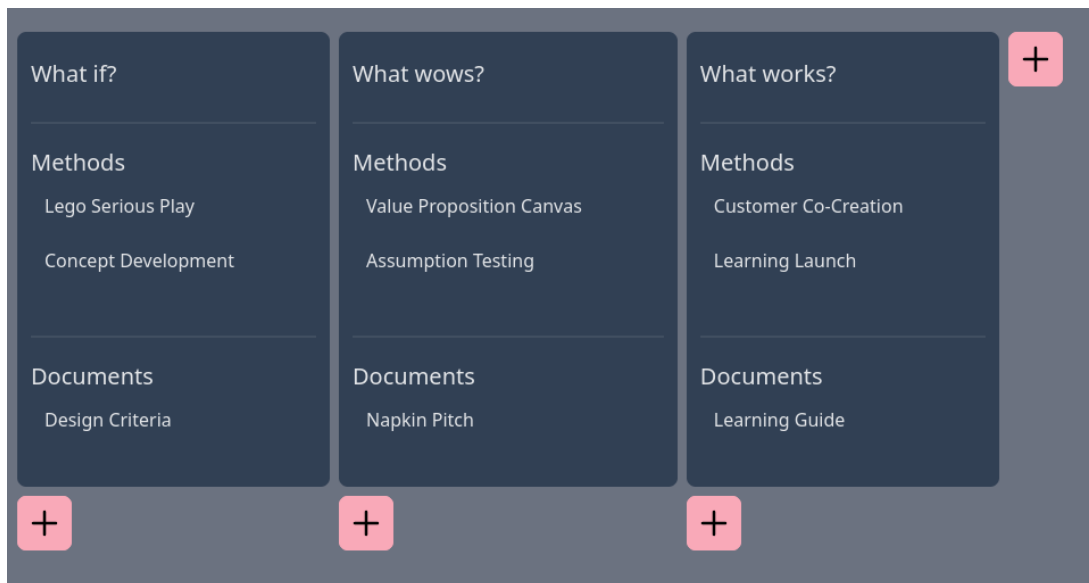 What if?
Methods
Lego Serious Play
Concept Development
Documents
Design Criteria
+
What wows?
Methods
Value Proposition Canvas
Assumption Testing
Documents
Napkin Pitch
+
What works?
Methods
Customer Co-Creation
Learning Launch
Documents
Learning Guide
+
+